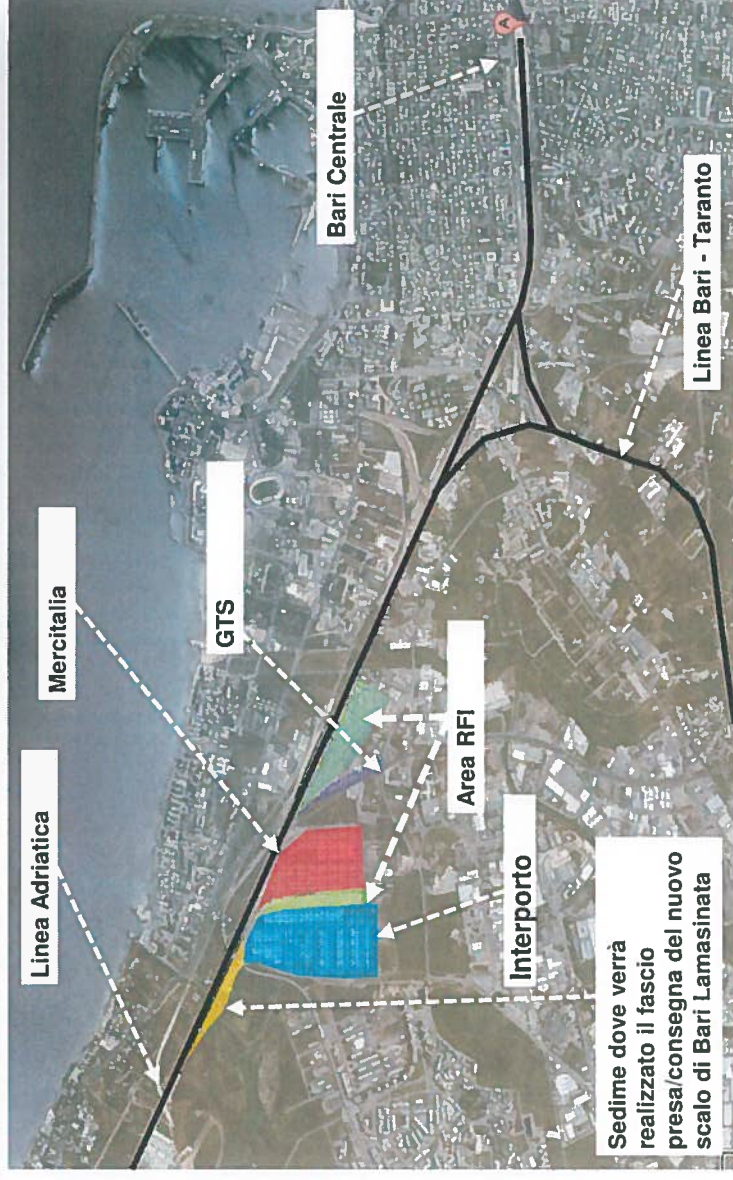 Linea Adriatica
Mercitalia
GTS
Bari Centrale
A
Area RFI
Interporto
Linea Bari - Taranto
Sedime dove verrà
realizzato il fascio
presa/consegna del nuovo
scalo di Bari Lamasinata